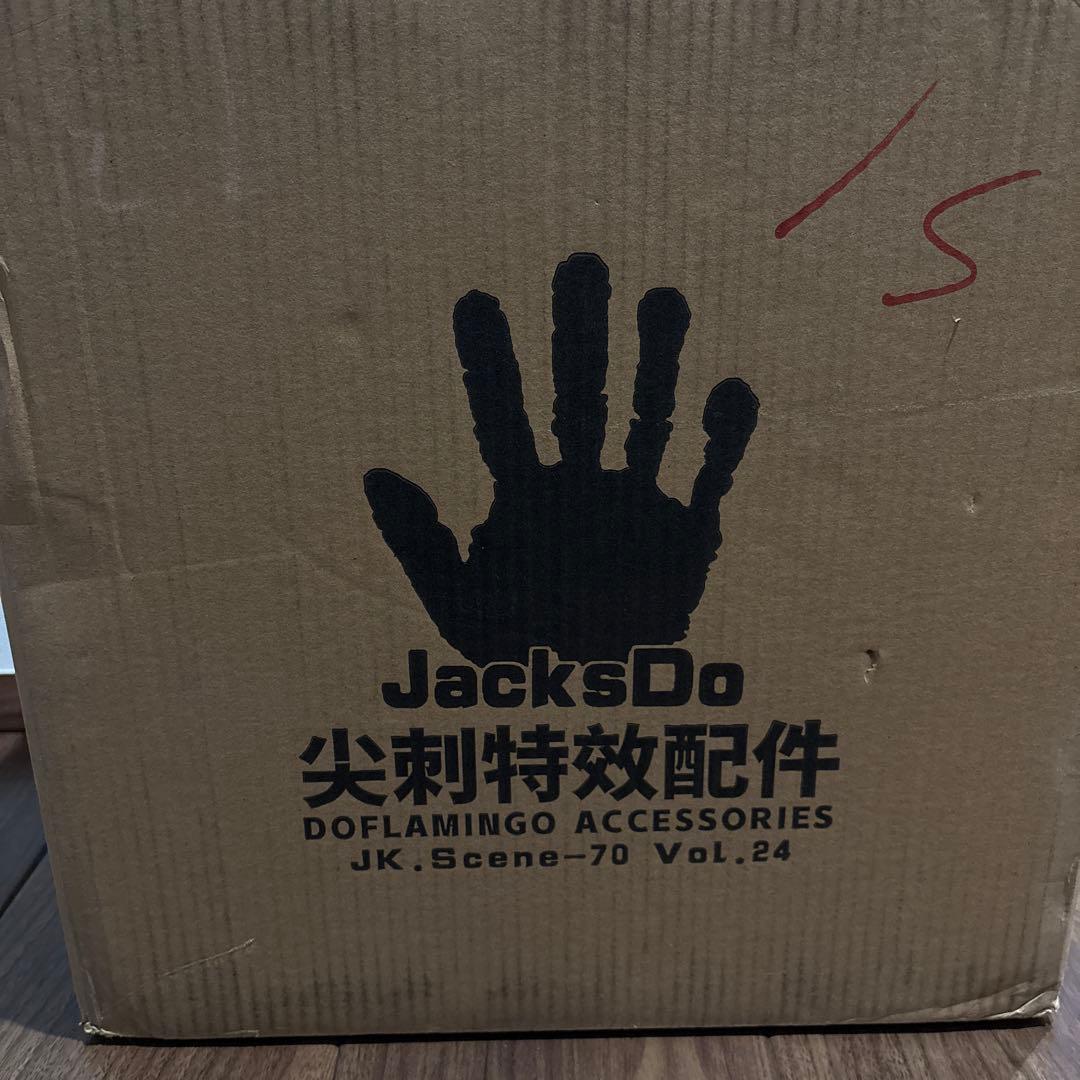 15
JacksDo
尖刺特效配件
DOFLAMINGO ACCESSORIES
JK.Scene-70 Vol.24